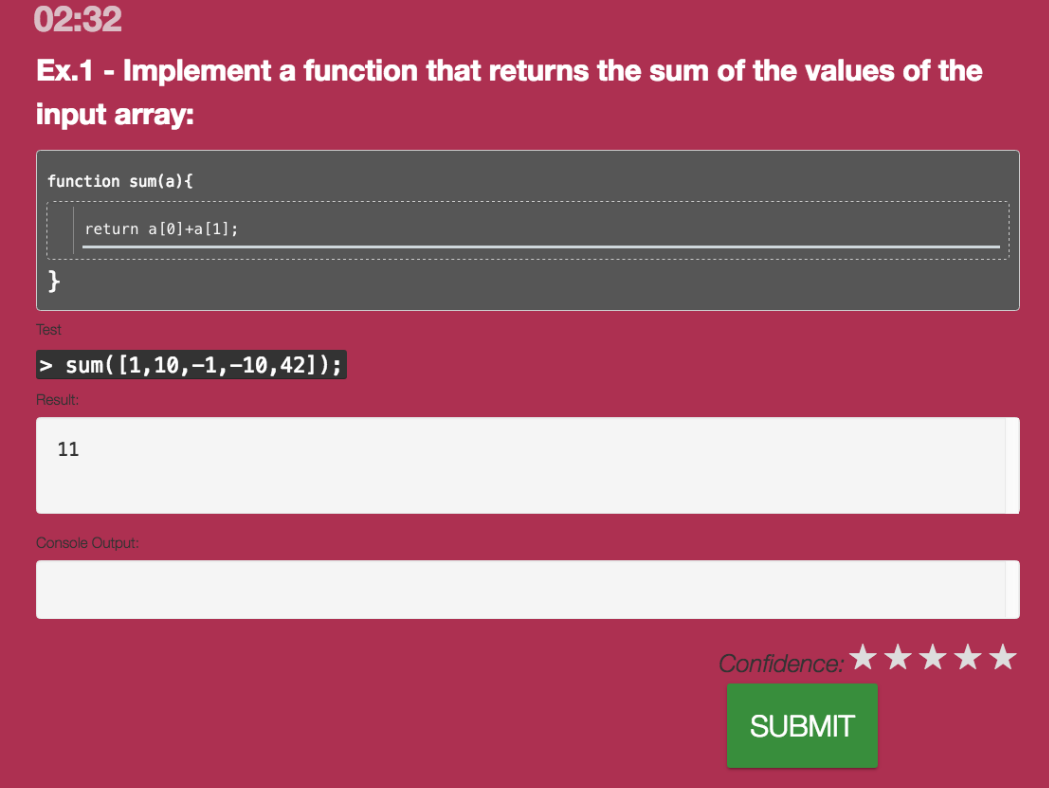 02:32
Ex.1 - Implement a function that returns the sum of the values of the
input array:
function sum(a){
return a[0]+a[1];
}
Test
> sum([1,10,-1,-10,42]);
Result:
11
Console Output:
Confidence: ★★★★★
SUBMIT